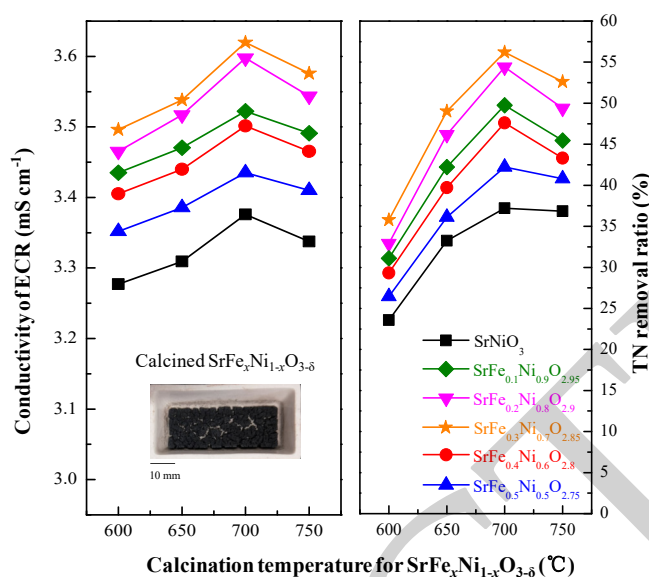 Conductivity of ECR (mS cm⁻¹)
3.6
3.5
3.4
3.3
3.2
3.1
3.0
Calcined SrFeₓNi₁₋ₓO₃₋δ
10 mm
600 650 700 750
600 650 700 750
SrNiO₃
SrFe₀.₁Ni₀.₉O₂.₉₅
SrFe₀.₂Ni₀.₈O₂.₉
SrFe₀.₃Ni₀.₇O₂.₈₅
SrFe₀.₄Ni₀.₆O₂.₈
SrFe₀.₅Ni₀.₅O₂.₇₅
60
55
50
45
40
35
30
25
20
15
10
5
0
TN removal ratio (%)
Calcination temperature for SrFeₓNi₁₋ₓO₃₋δ (℃)